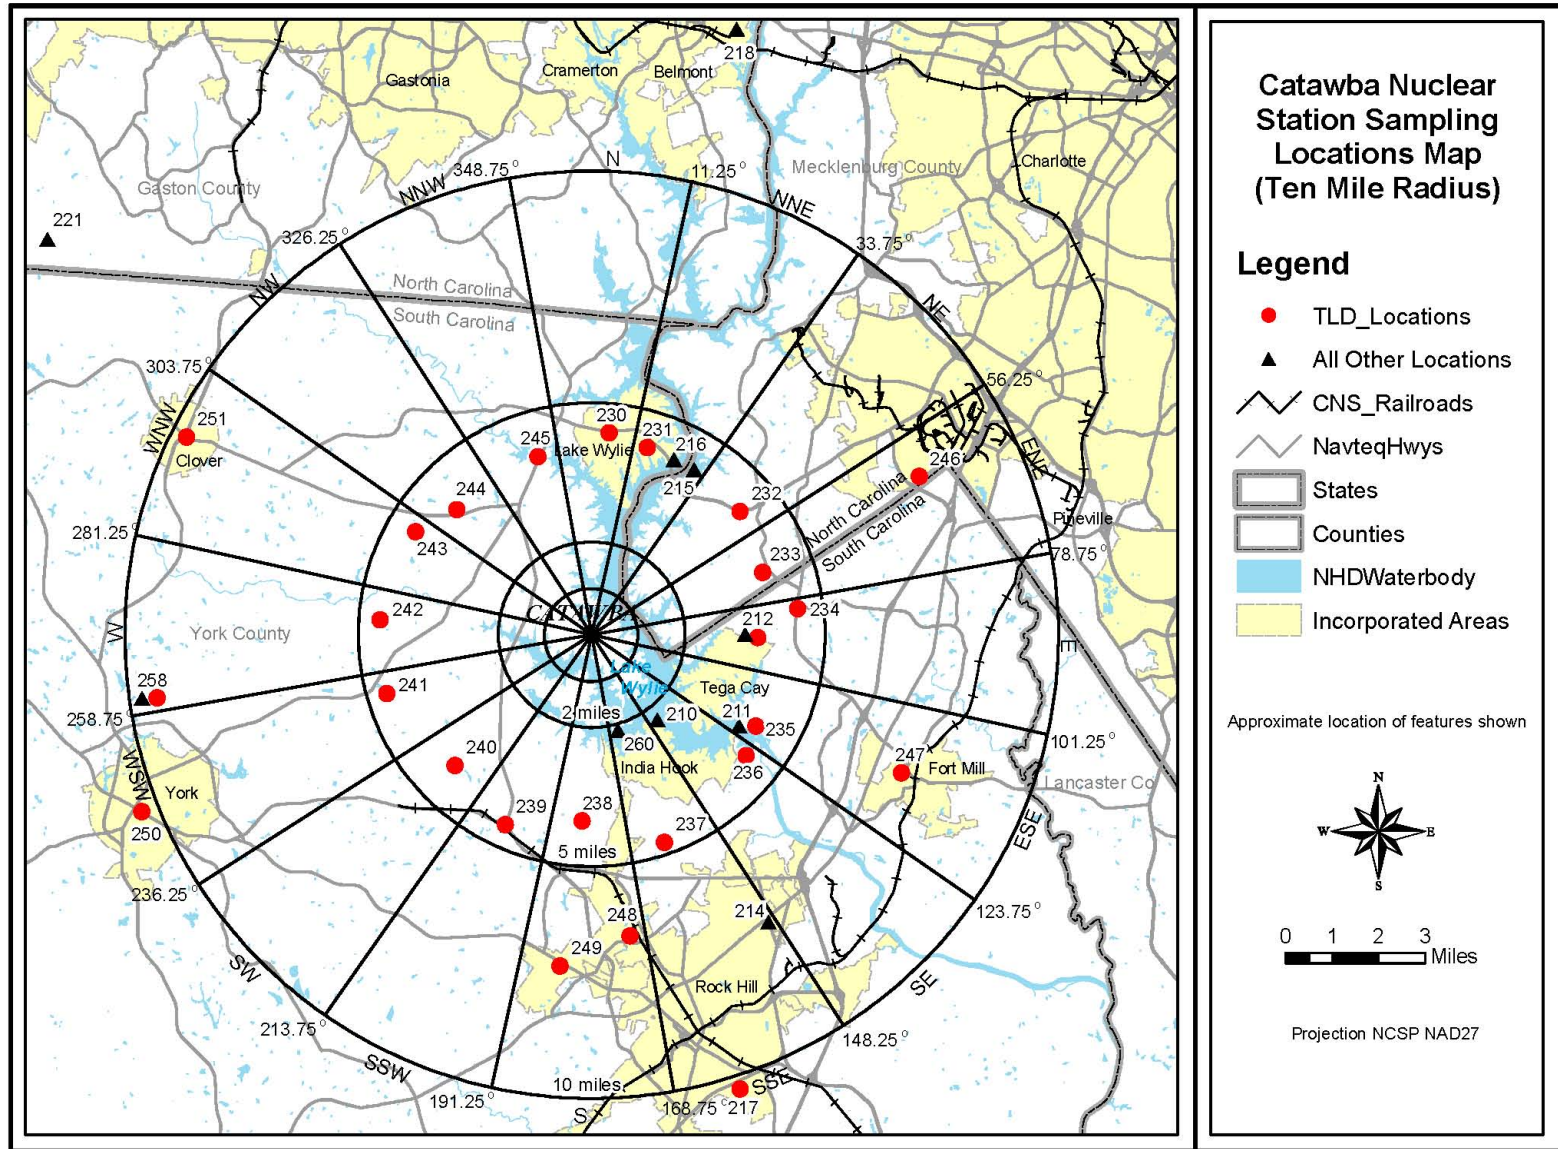 218
Cramerton
Belmont
Gastonia
Charlotte
Mecklenburg County
Gaston County
N
348.75°
11.25°
NNW
NNE
221
326.25°
33.75°
NW
NE
North Carolina
South Carolina
303.75°
56.25°
WNW
251
Clover
230
231
216
245
Lake Wylie
215
ENE
246
244
232
North Carolina
South Carolina
Pineville
281.25°
243
233
78.75°
242
CATAWBA
234
212
W
York County
E
Lake
Wylie
Tega Cay
258
241
2 miles
210
211
258.75°
235
260
101.25°
240
India Hook
236
247
Fort Mill
Lancaster Co
WSW
York
250
239
238
237
ESE
5 miles
236.25°
123.75°
248
214
249
SW
Rock Hill
SE
213.75°
148.25°
SSW
10 miles
SSE
191.25°
S
168.75°
217
Catawba Nuclear
Station Sampling
Locations Map
(Ten Mile Radius)
Legend
TLD_Locations
All Other Locations
CNS_Railroads
NavteqHwys
States
Counties
NHDWaterbody
Incorporated Areas
Approximate location of features shown
N
W
E
S
0 1 2 3
Miles
Projection NCSP NAD27